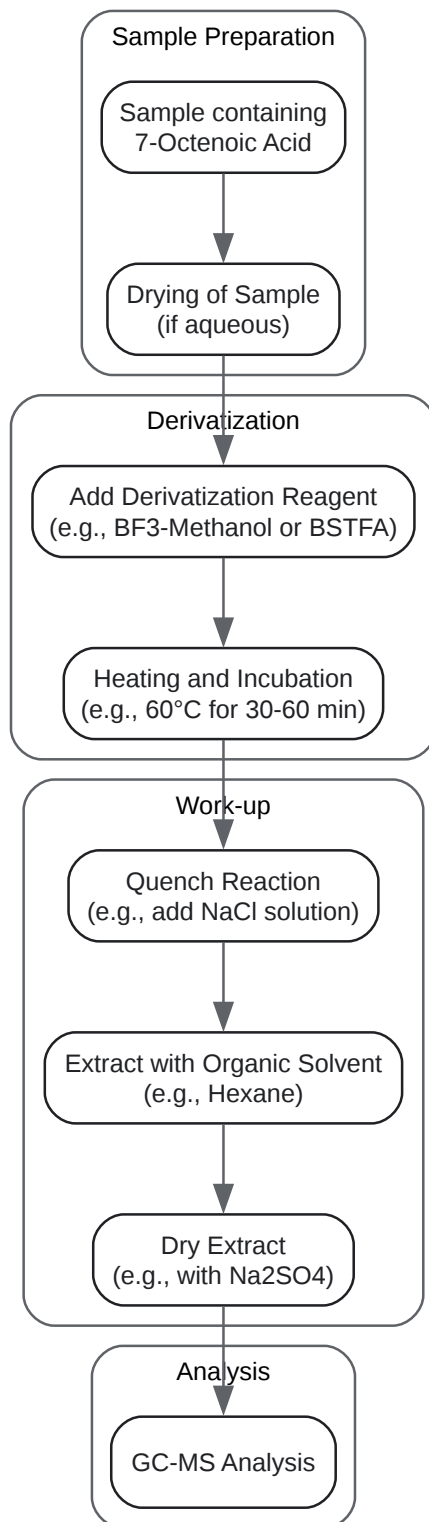 Sample Preparation
Sample containing
7-Octenoic Acid
Drying of Sample
(if aqueous)
Derivatization
Add Derivatization Reagent
(e.g., BF3-Methanol or BSTFA)
Heating and Incubation
(e.g., 60°C for 30-60 min)
Work-up
Quench Reaction
(e.g., add NaCl solution)
Extract with Organic Solvent
(e.g., Hexane)
Dry Extract
(e.g., with Na2SO4)
Analysis
GC-MS Analysis